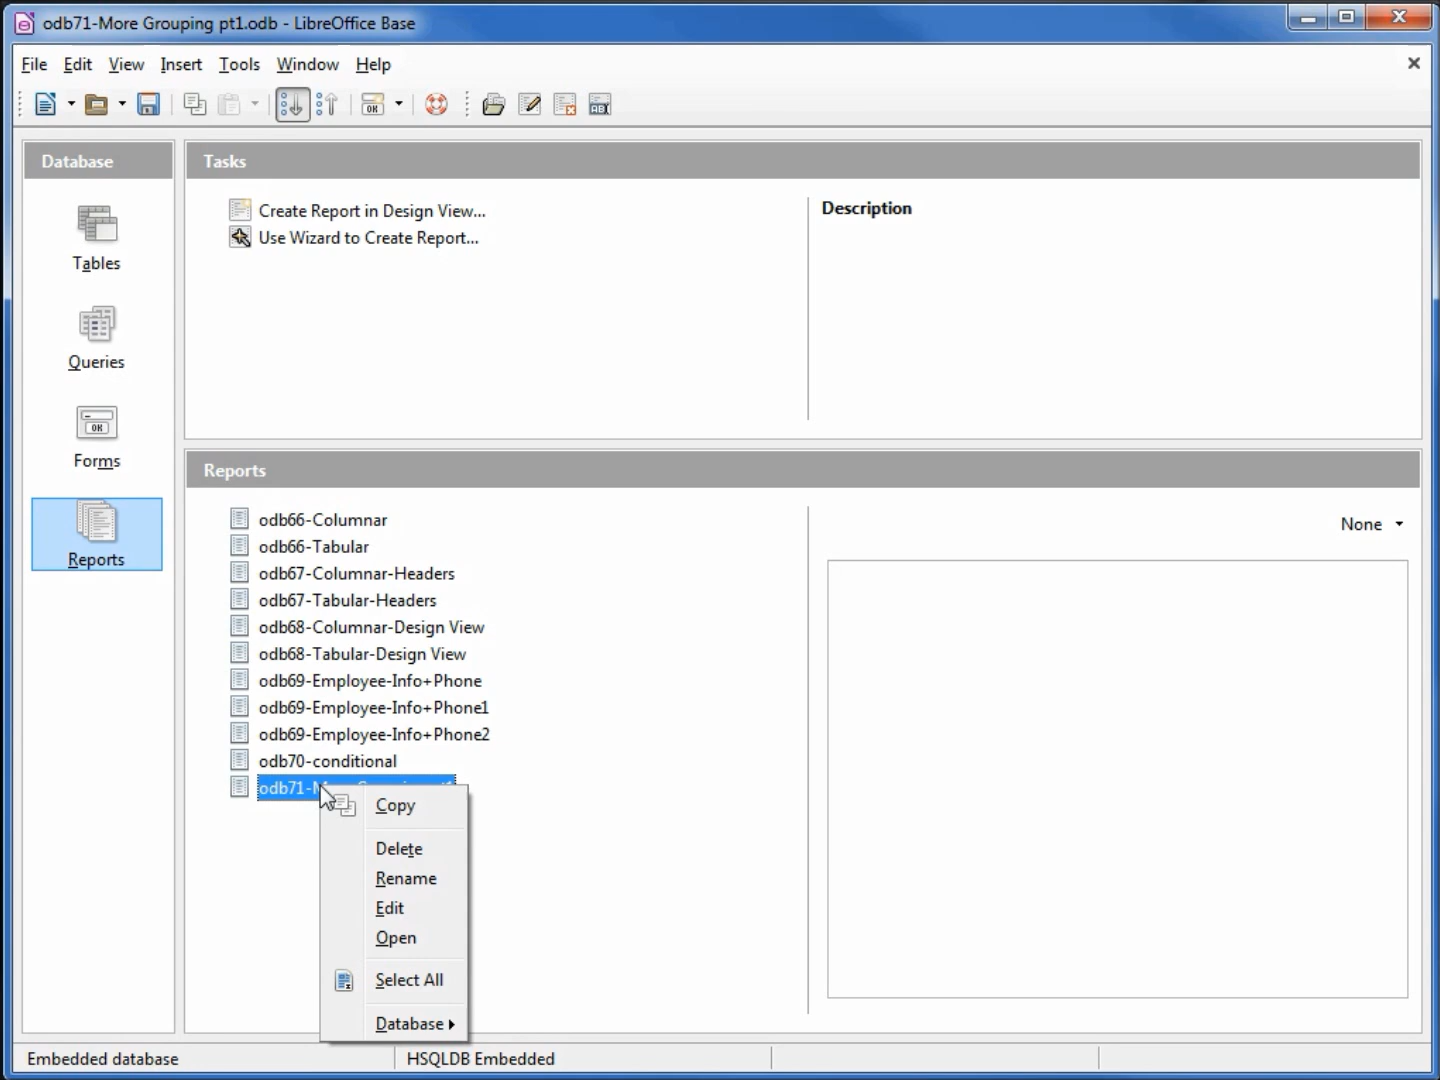 odb71-More Grouping pt1.odb - LibreOffice Base
File Edit View Insert Tools Window Help
Database
Tasks
Tables
Queries
Forms
Reports
Create Report in Design View...
Use Wizard to Create Report...
Description
Reports
None
odb66-Columnar
odb66-Tabular
odb67-Columnar-Headers
odb67-Tabular-Headers
odb68-Columnar-Design View
odb68-Tabular-Design View
odb69-Employee-Info+Phone
odb69-Employee-Info+Phone1
odb69-Employee-Info+Phone2
odb70-conditional
Copy
Delete
Rename
Edit
Open
Select All
Database
Embedded database
HSQLDB Embedded